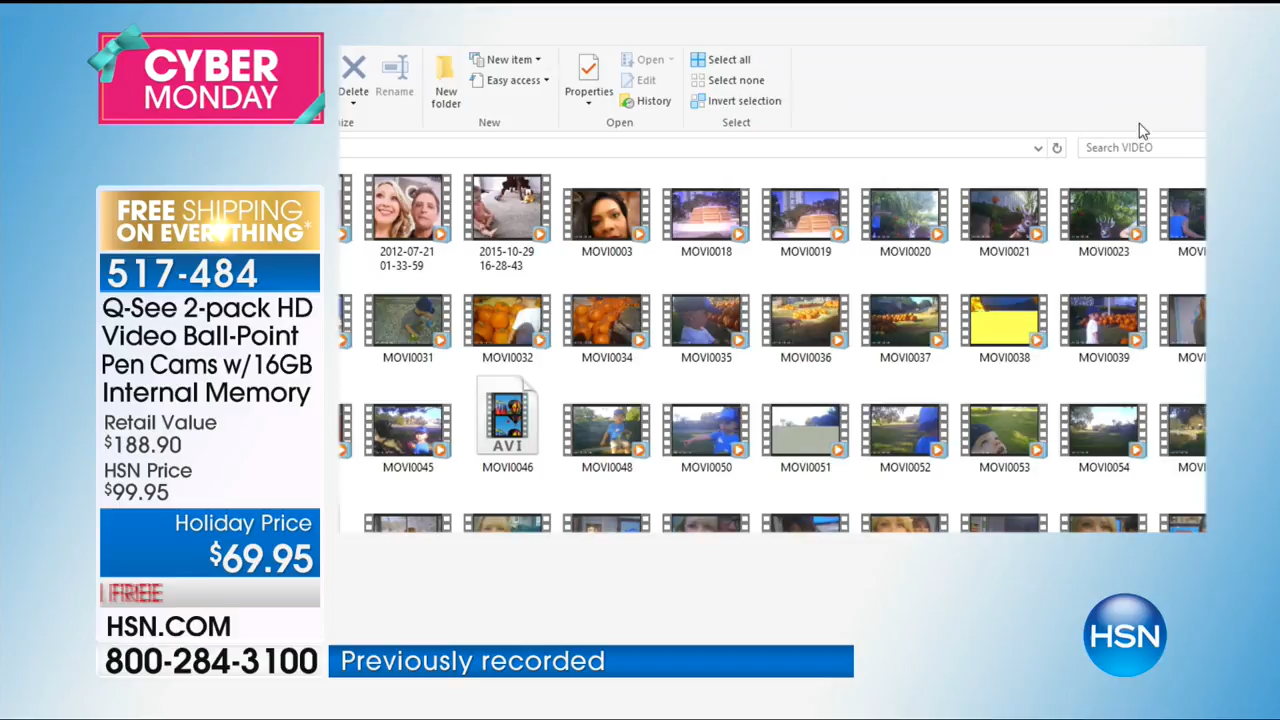 CYBER
MONDAY
FREE SHIPPING
ON EVERYTHING*
517-484
Q-See 2-pack HD
Video Ball-Point
Pen Cams w/16GB
Internal Memory
Retail Value
$188.90
HSN Price
$99.95
Holiday Price
$69.95
FREE
HSN.COM
800-284-3100
Previously recorded
HSN
Delete
Rename
New folder
New item
Easy access
New
Properties
Open
Edit
History
Open
Select all
Select none
Invert selection
Select
Search VIDEO
2012-07-21
01-33-59
2015-10-29
16-28-43
MOVI0003
MOVI0018
MOVI0019
MOVI0020
MOVI0021
MOVI0023
MOVI0031
MOVI0032
MOVI0034
MOVI0035
MOVI0036
MOVI0037
MOVI0038
MOVI0039
MOVI0045
AVI
MOVI0046
MOVI0048
MOVI0050
MOVI0051
MOVI0052
MOVI0053
MOVI0054